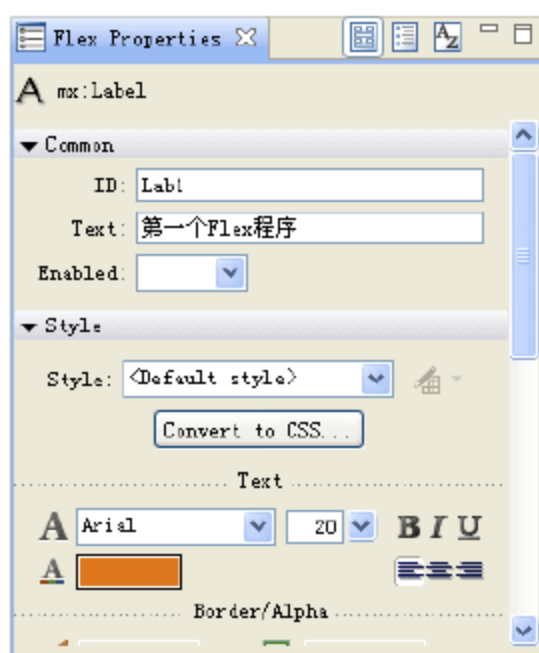 Flex Properties
mx:Label
Common
ID: Lab1
Text: 第一个Flex程序
Enabled:
Style
Style: <Default style>
Convert to CSS...
Text
A Arial 20 B I U
A
Border/Alpha